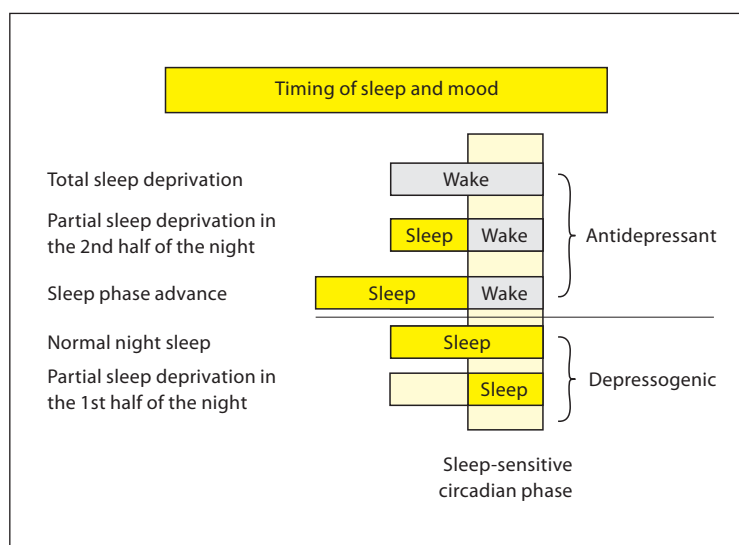 Timing of sleep and mood
Total sleep deprivation
Wake
Partial sleep deprivation in
the 2nd half of the night
Sleep
Wake
Sleep phase advance
Sleep
Wake
Antidepressant
Normal night sleep
Sleep
Partial sleep deprivation in
the 1st half of the night
Sleep
Depressogenic
Sleep-sensitive
circadian phase